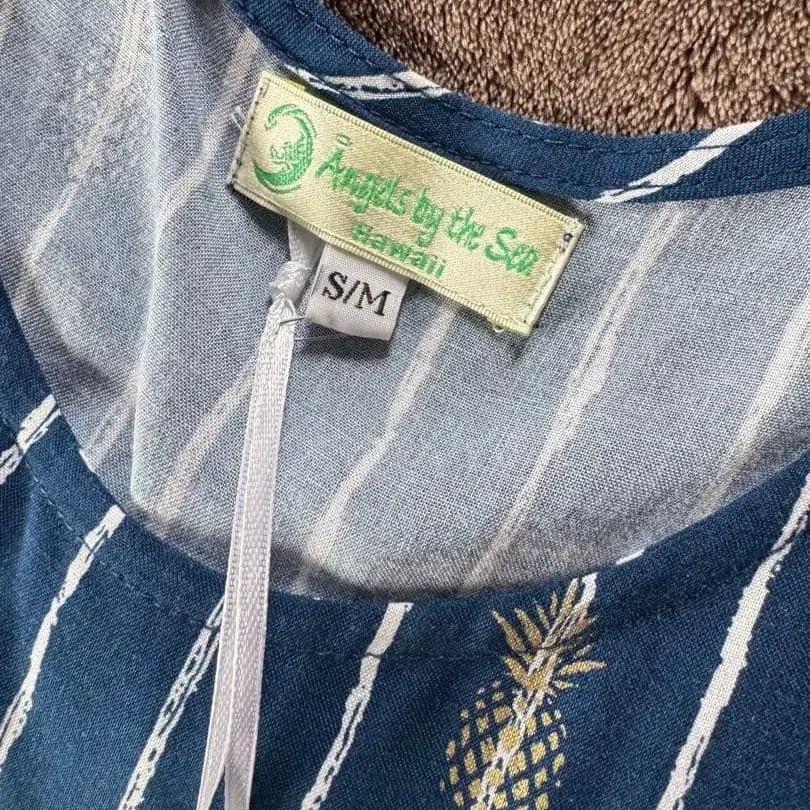 Angels by the Sea
Hawaii
S/M